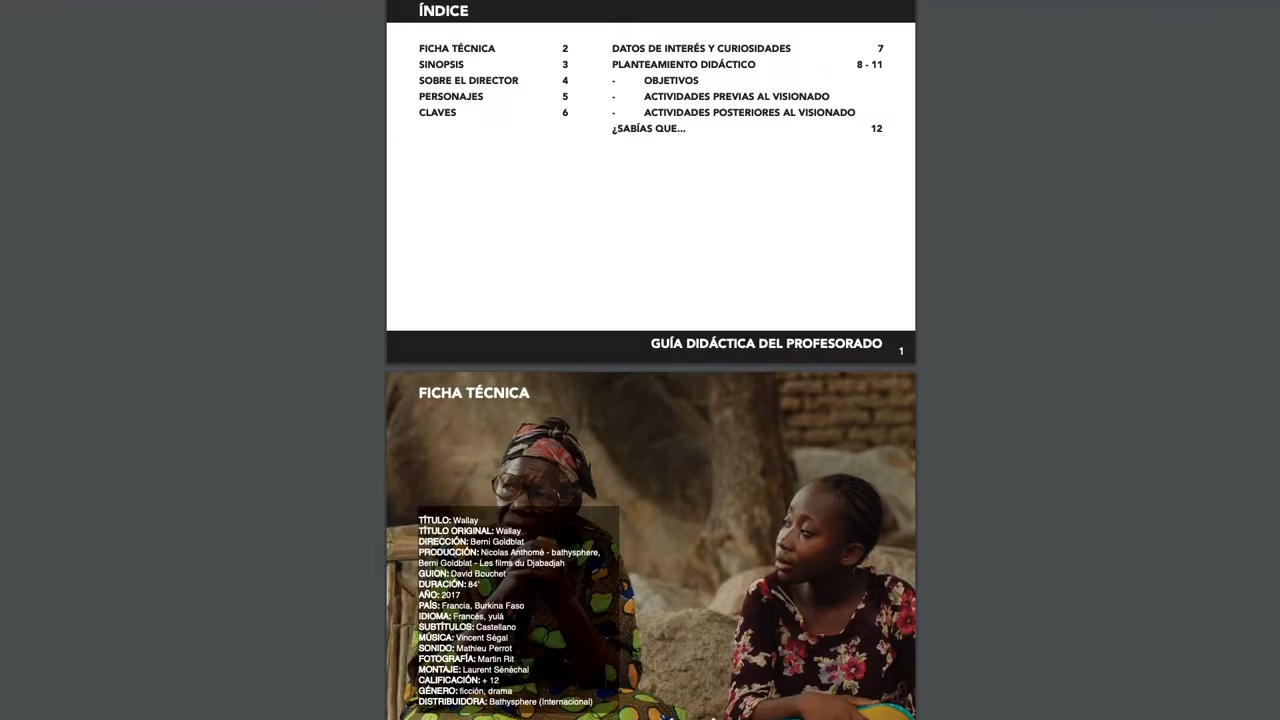 ÍNDICE
FICHA TÉCNICA 2
SINOPSIS 3
SOBRE EL DIRECTOR 4
PERSONAJES 5
CLAVES 6
DATOS DE INTERÉS Y CURIOSIDADES 7
PLANTEAMIENTO DIDÁCTICO 8 - 11
- OBJETIVOS
- ACTIVIDADES PREVIAS AL VISIONADO
- ACTIVIDADES POSTERIORES AL VISIONADO
¿SABÍAS QUE... 12
GUÍA DIDÁCTICA DEL PROFESORADO 1
FICHA TÉCNICA
TÍTULO: Wallay
TÍTULO ORIGINAL: Wallay
DIRECCIÓN: Berni Goldblat
PRODUCCIÓN: Nicolas Anthomé - bathysphere,
Berni Goldblat - Les films du Djabadjah
GUION: David Bouchet
DURACIÓN: 84'
AÑO: 2017
PAÍS: Francia, Burkina Faso
IDIOMA: Francés, yulá
SUBTÍTULOS: Castellano
MÚSICA: Vincent Ségal
SONIDO: Mathieu Perrot
FOTOGRAFÍA: Martin Rit
MONTAJE: Laurent Sénéchal
CALIFICACIÓN: + 12
GÉNERO: ficción, drama
DISTRIBUIDORA: Bathysphere (Internacional)